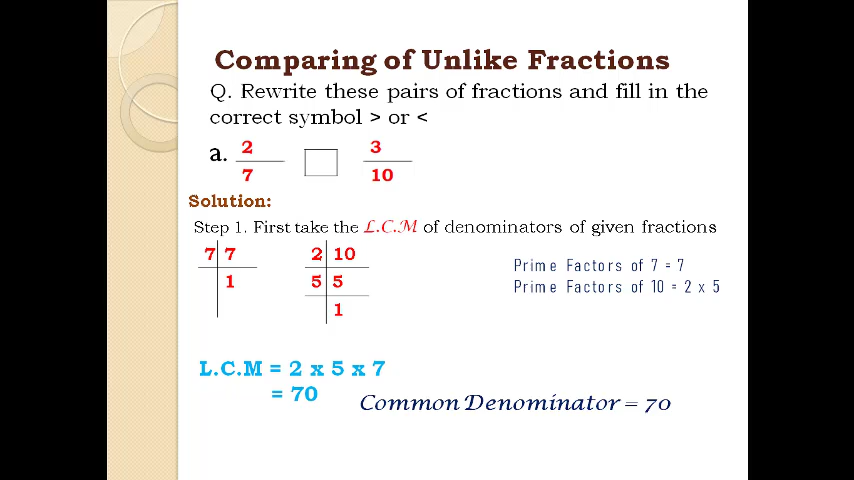 Comparing of Unlike Fractions
Q. Rewrite these pairs of fractions and fill in the
correct symbol > or <
a. 2/7 □ 3/10
Solution:
Step 1. First take the L.C.M of denominators of given fractions
7 | 7
1
2 | 10
5 | 5
1
Prime Factors of 7 = 7
Prime Factors of 10 = 2 x 5
L.C.M = 2 x 5 x 7
= 70
Common Denominator = 70